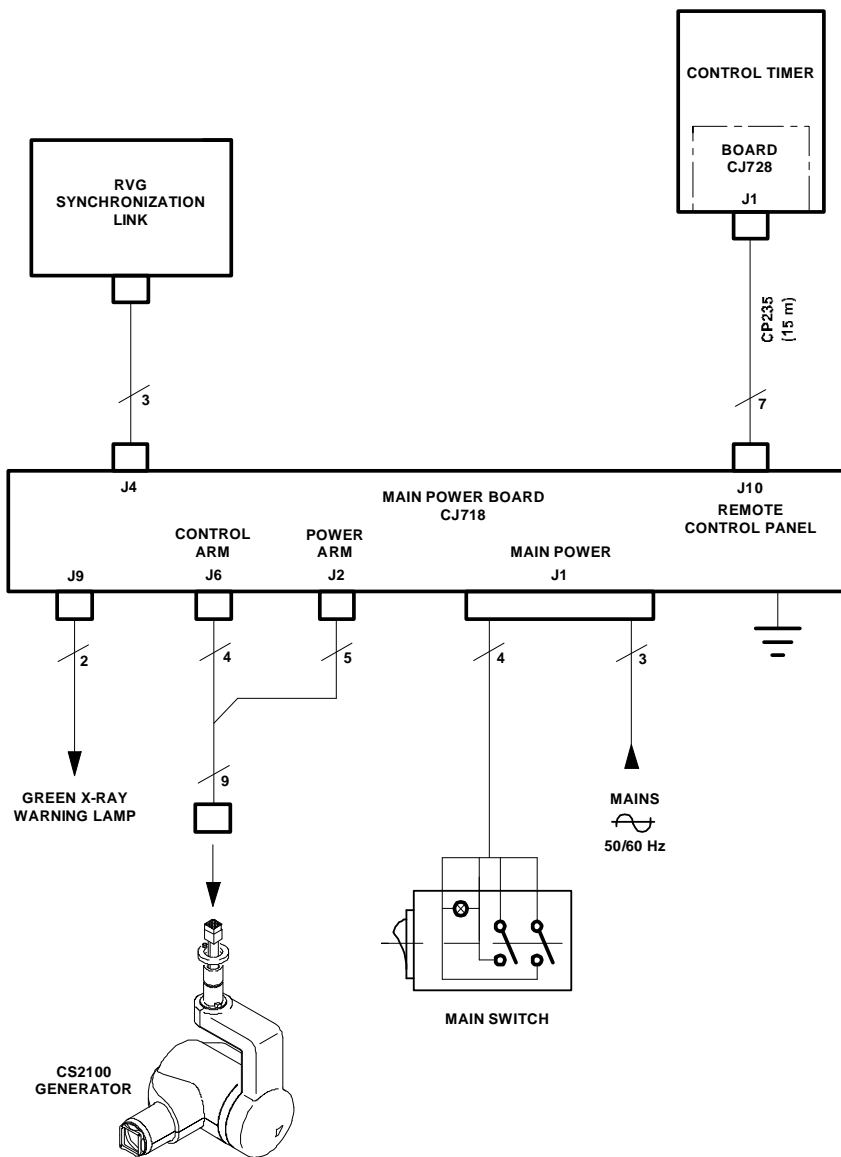 CONTROL TIMER
BOARD
CJ728
J1
RVG
SYNCHRONIZATION
LINK
CP235
(15 m)
3
7
J4
MAIN POWER BOARD
CJ718
J10
REMOTE
CONTROL PANEL
CONTROL
ARM
J6
POWER
ARM
J2
MAIN POWER
J1
J9
2
4
5
4
3
9
GREEN X-RAY
WARNING LAMP
MAINS
50/60 Hz
MAIN SWITCH
CS2100
GENERATOR